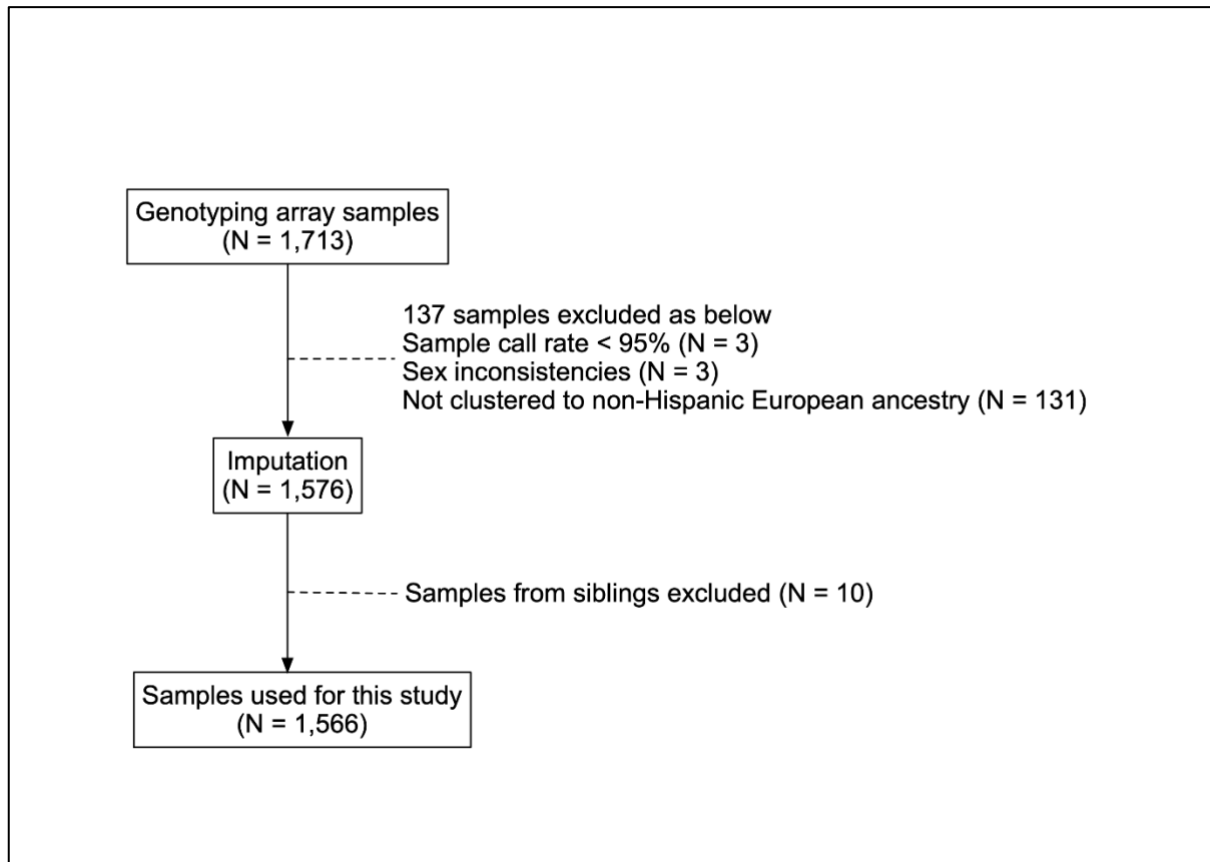 Genotyping array samples
(N = 1,713)
137 samples excluded as below
Sample call rate < 95% (N = 3)
Sex inconsistencies (N = 3)
Not clustered to non-Hispanic European ancestry (N = 131)
Imputation
(N = 1,576)
Samples from siblings excluded (N = 10)
Samples used for this study
(N = 1,566)